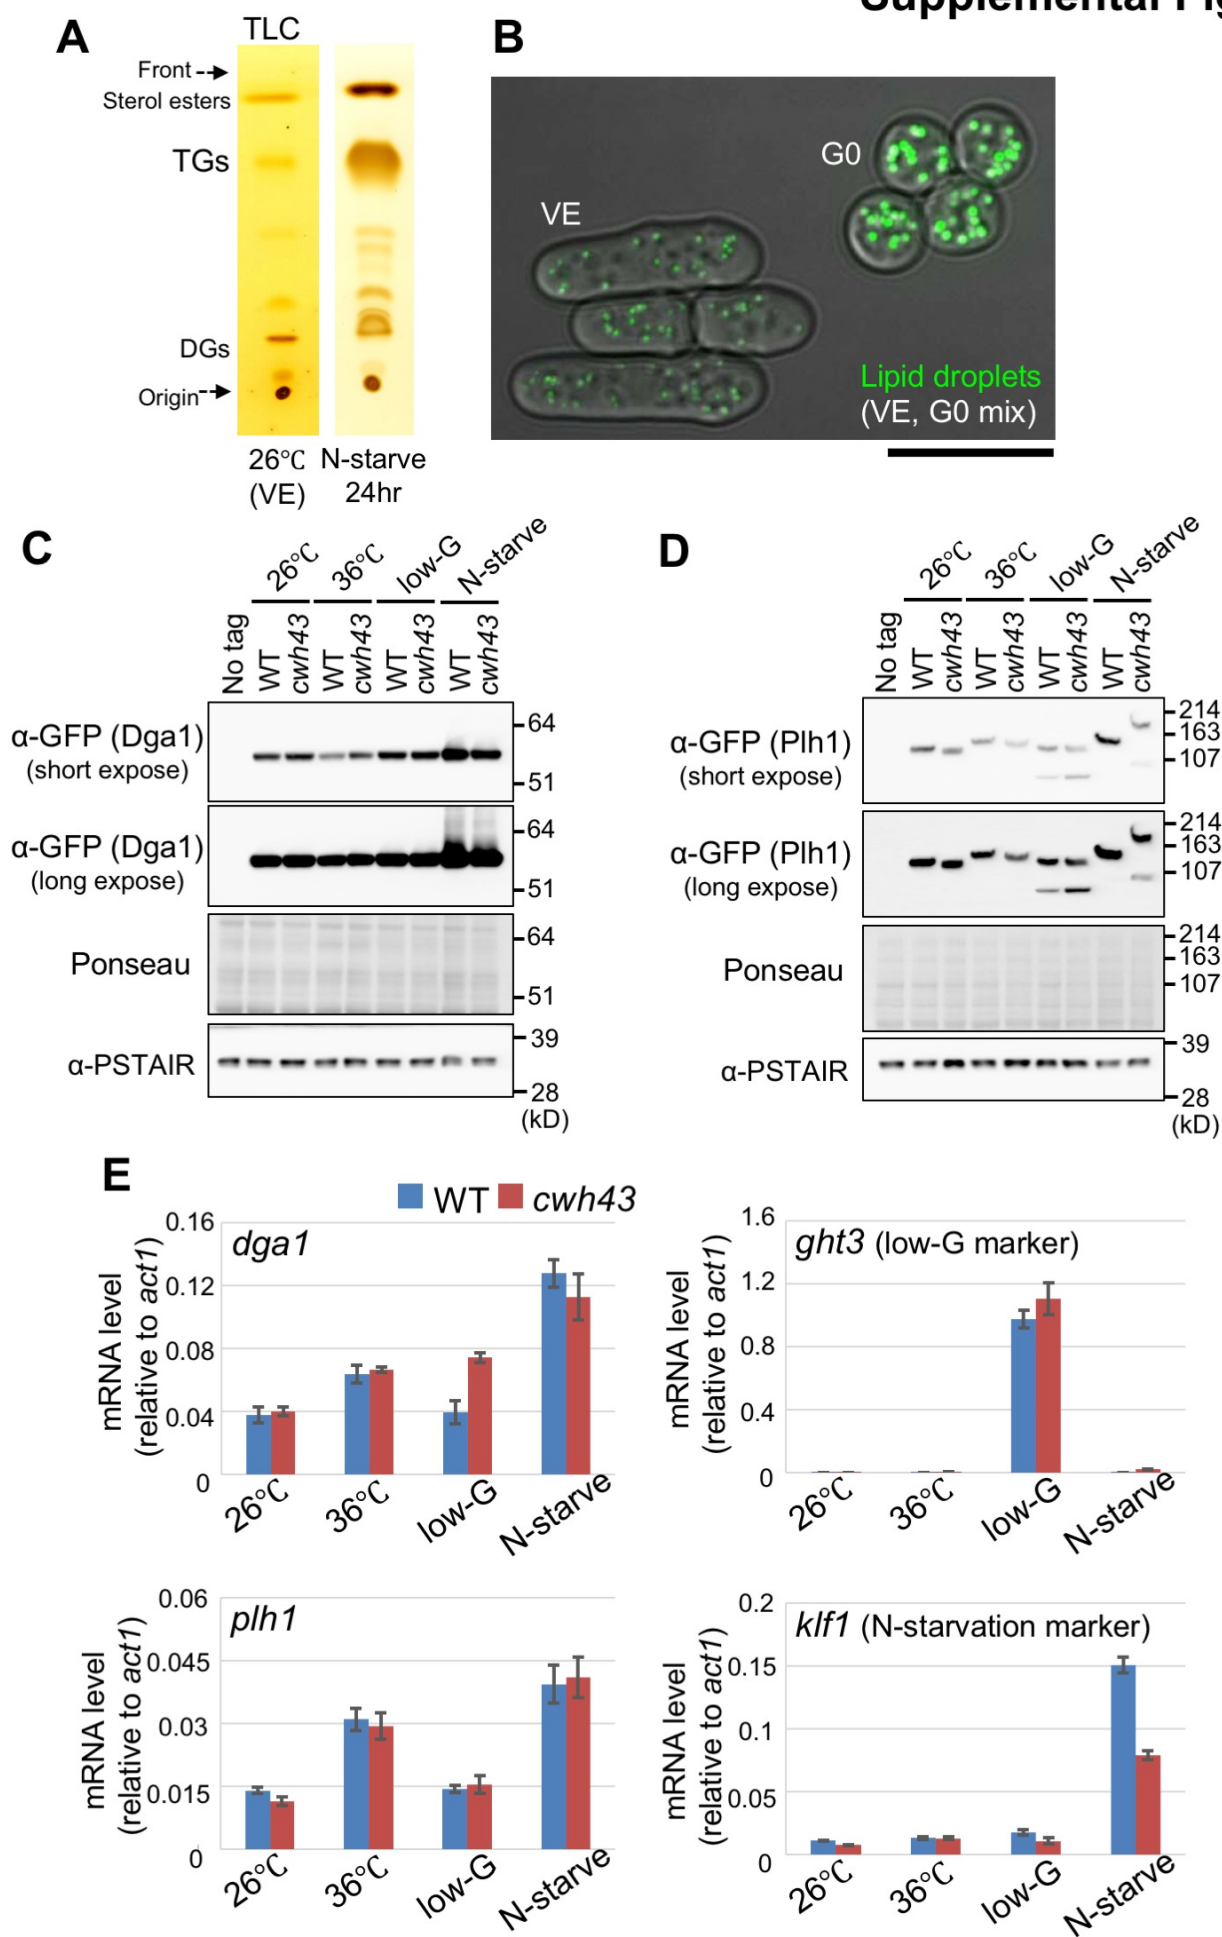 Supplemental Fig
A
TLC
Front
Sterol esters
TGs
DGs
Origin
26℃
(VE)
N-starve
24hr
B
VE
G0
Lipid droplets
(VE, G0 mix)
C
26℃
36℃
low-G
N-starve
No tag
WT
cwh43
WT
cwh43
WT
cwh43
WT
cwh43
α-GFP (Dga1)
(short expose)
64
51
α-GFP (Dga1)
(long expose)
64
51
Ponseau
64
51
α-PSTAIR
39
28
(kD)
D
26℃
36℃
low-G
N-starve
No tag
WT
cwh43
WT
cwh43
WT
cwh43
WT
cwh43
α-GFP (Plh1)
(short expose)
214
163
107
α-GFP (Plh1)
(long expose)
214
163
107
Ponseau
214
163
107
α-PSTAIR
39
28
(kD)
E
WT
cwh43
dga1
mRNA level
(relative to act1)
0.16
0.12
0.08
0.04
0
26℃
36℃
low-G
N-starve
ght3 (low-G marker)
mRNA level
(relative to act1)
1.6
1.2
0.8
0.4
0
26℃
36℃
low-G
N-starve
plh1
mRNA level
(relative to act1)
0.06
0.045
0.03
0.015
0
26℃
36℃
low-G
N-starve
klf1 (N-starvation marker)
mRNA level
(relative to act1)
0.2
0.15
0.1
0.05
0
26℃
36℃
low-G
N-starve